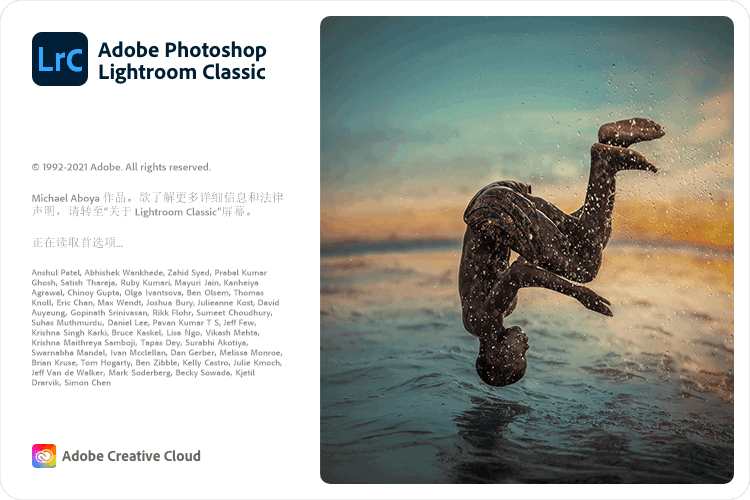 LrC
Adobe Photoshop
Lightroom Classic
© 1992-2021 Adobe. All rights reserved.
Michael Aboya 作品。欲了解更多详细信息和法律
声明，请转至“关于 Lightroom Classic”屏幕。
正在读取首选项...
Anshul Patel, Abhishek Wankhede, Zahid Syed, Prabal Kumar
Ghosh, Satish Thareja, Ruby Kumari, Mayuri Jain, Kanheiya
Agrawal, Chinoy Gupta, Olga Ivantsova, Ben Olsem, Thomas
Knoll, Eric Chan, Max Wendt, Joshua Bury, Julieanne Kost, David
Auyeung, Gopinath Srinivasan, Rikk Flohr, Sumeet Choudhury,
Suhas Muthmurdu, Daniel Lee, Pavan Kumar T S, Jeff Few,
Krishna Singh Karki, Bruce Kaskel, Lisa Ngo, Vikash Mehta,
Krishna Maithreya Samboji, Tapas Dey, Surabhi Akotiya,
Swarnabha Mandal, Ivan Mcclellan, Dan Gerber, Melissa Monroe,
Brian Kruse, Tom Hogarty, Ben Zibble, Kelly Castro, Julie Kmoch,
Jeff Van de Walker, Mark Soderberg, Becky Sowada, Kjetil
Drarvik, Simon Chen
Adobe Creative Cloud